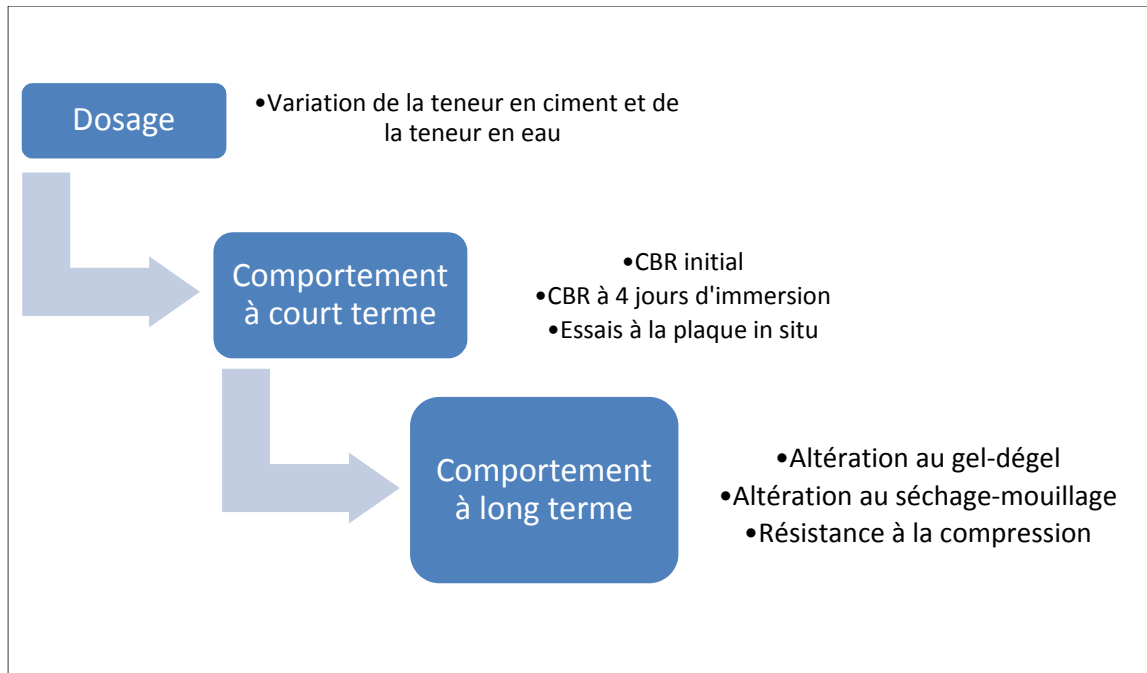 Dosage
•Variation de la teneur en ciment et de
la teneur en eau
Comportement
à court terme
•CBR initial
•CBR à 4 jours d'immersion
•Essais à la plaque in situ
Comportement
à long terme
•Altération au gel-dégel
•Altération au séchage-mouillage
•Résistance à la compression